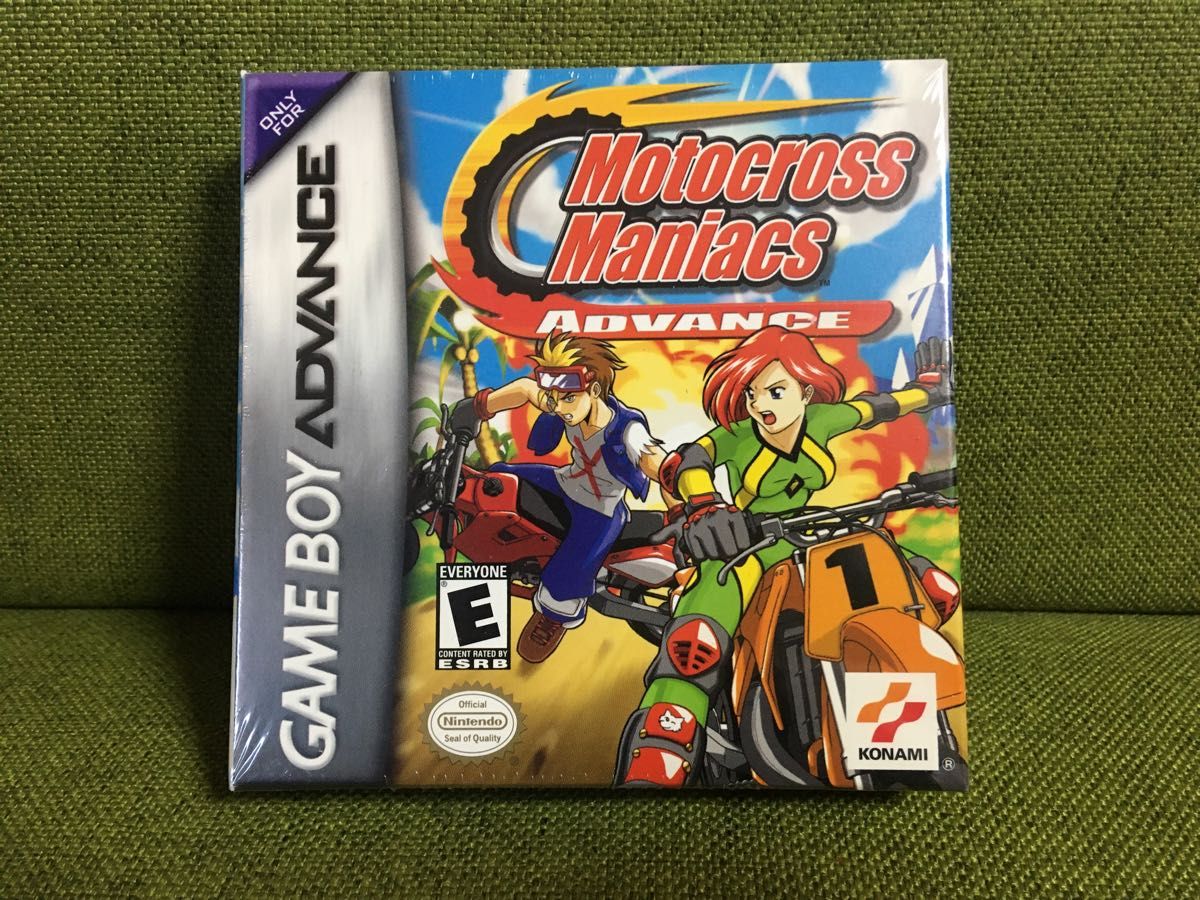 ONLY
FOR
GAME BOY ADVANCE
Motocross
Maniacs
TM
ADVANCE
EVERYONE
®
E
CONTENT RATED BY
ESRB
Official
Nintendo
Seal of Quality
®
1
KONAMI
®